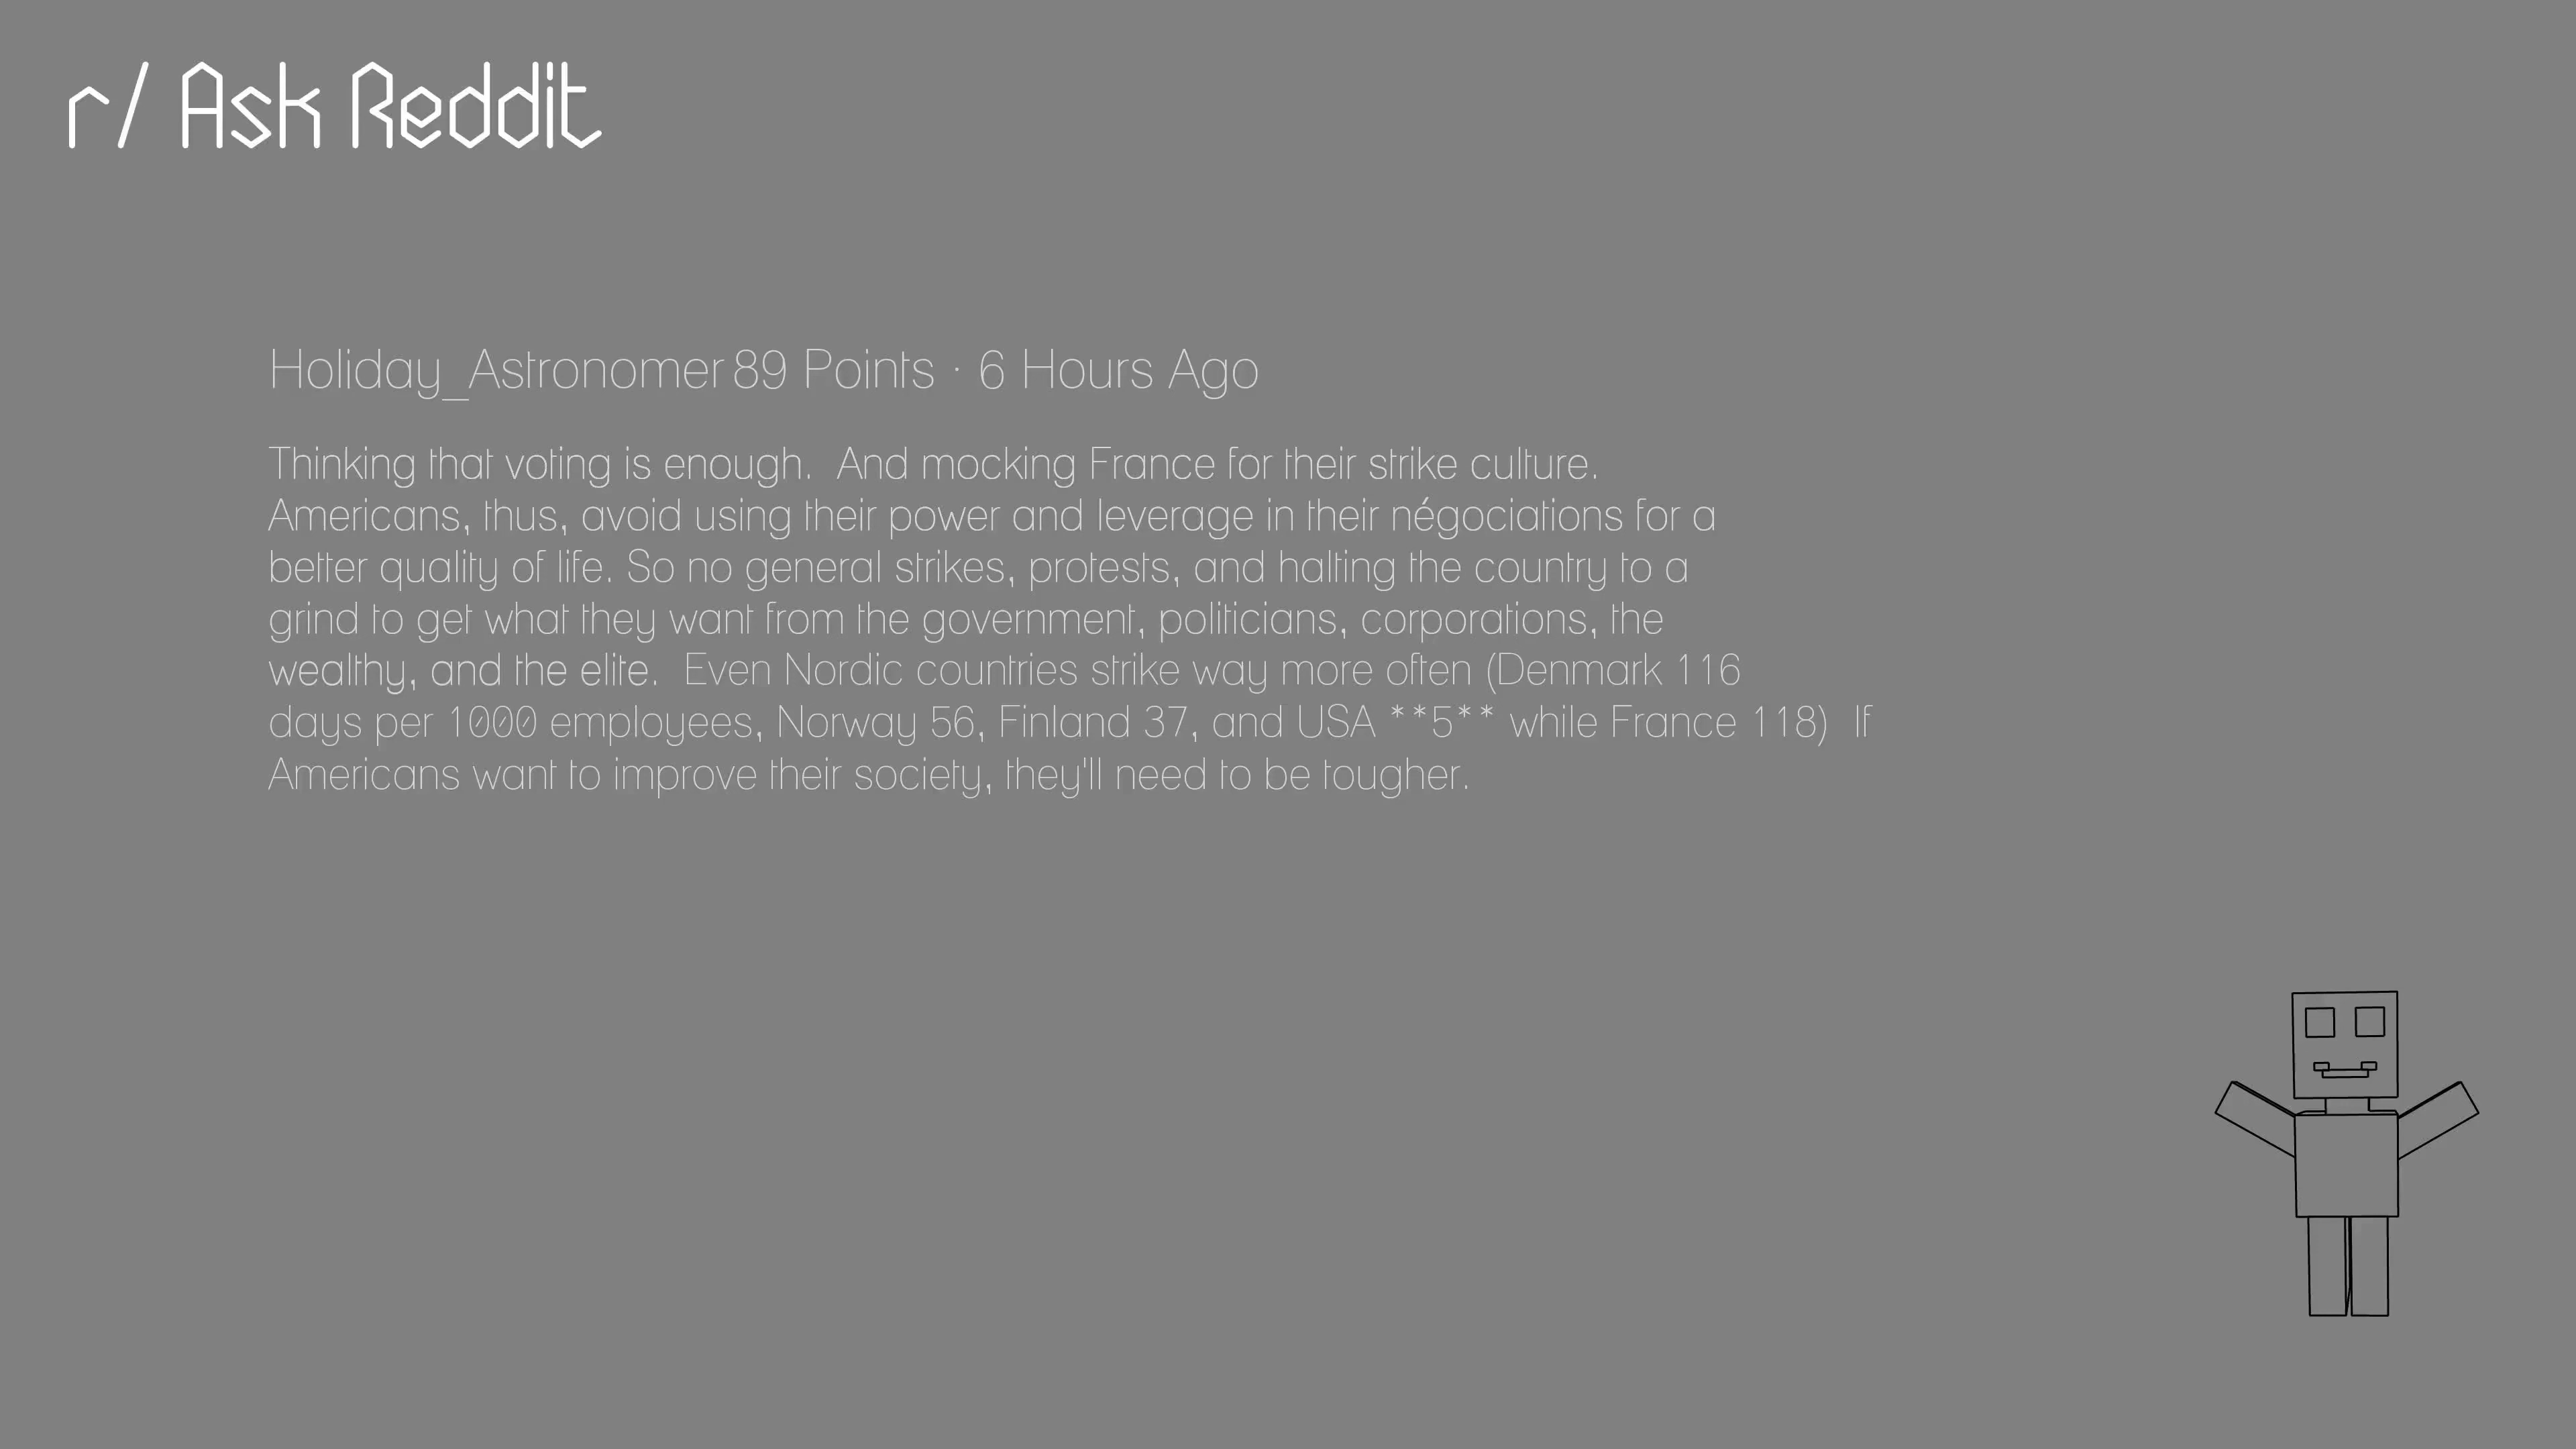 r/ Ask Reddit
Holiday_Astronomer 89 Points · 6 Hours Ago
Thinking that voting is enough.  And mocking France for their strike culture.
Americans, thus, avoid using their power and leverage in their négociations for a
better quality of life. So no general strikes, protests, and halting the country to a
grind to get what they want from the government, politicians, corporations, the
wealthy, and the elite.  Even Nordic countries strike way more often (Denmark 116
days per 1000 employees, Norway 56, Finland 37, and USA **5** while France 118)  If
Americans want to improve their society, they'll need to be tougher.